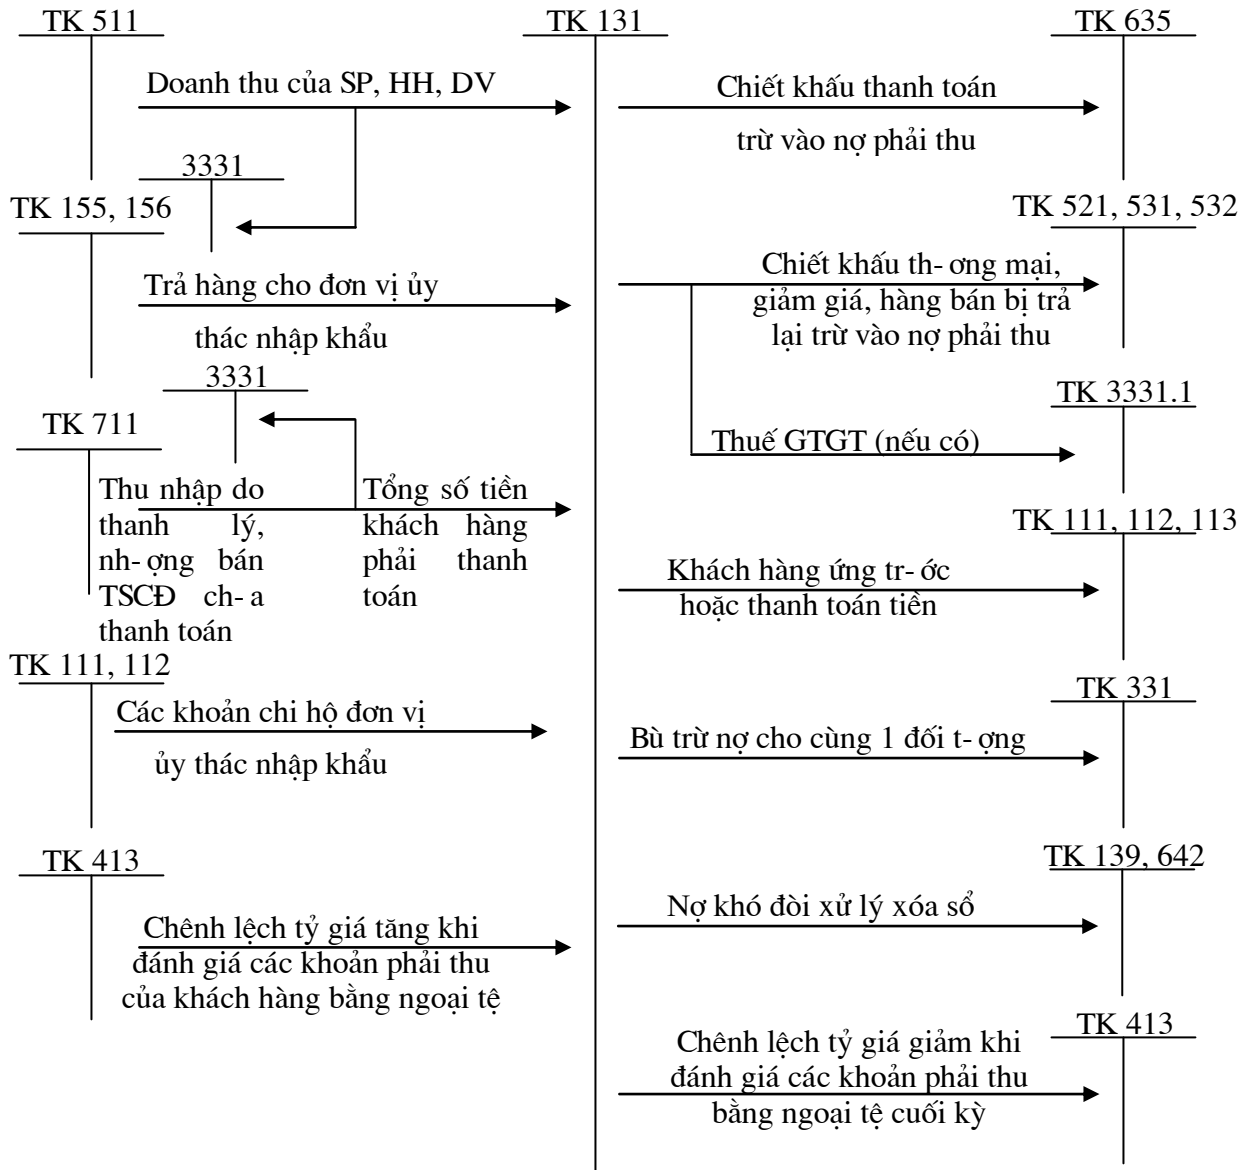 TK 511
TK 131
TK 635
Doanh thu của SP, HH, DV
Chiết khấu thanh toán
trừ vào nợ phải thu
3331
TK 155, 156
TK 521, 531, 532
Trả hàng cho đơn vị ủy
thác nhập khẩu
Chiết khấu th- ơng mại,
giảm giá, hàng bán bị trả
lại trừ vào nợ phải thu
3331
TK 3331.1
TK 711
Thuế GTGT (nếu có)
Thu nhập do
thanh lý,
nh- ợng bán
TSCĐ ch- a
thanh toán
Tổng số tiền
khách hàng
phải thanh
toán
TK 111, 112, 113
Khách hàng ứng tr- ớc
hoặc thanh toán tiền
TK 111, 112
TK 331
Các khoản chi hộ đơn vị
ủy thác nhập khẩu
Bù trừ nợ cho cùng 1 đối t- ợng
TK 413
TK 139, 642
Nợ khó đòi xử lý xóa sổ
Chênh lệch tỷ giá tăng khi
đánh giá các khoản phải thu
của khách hàng bằng ngoại tệ
TK 413
Chênh lệch tỷ giá giảm khi
đánh giá các khoản phải thu
bằng ngoại tệ cuối kỳ